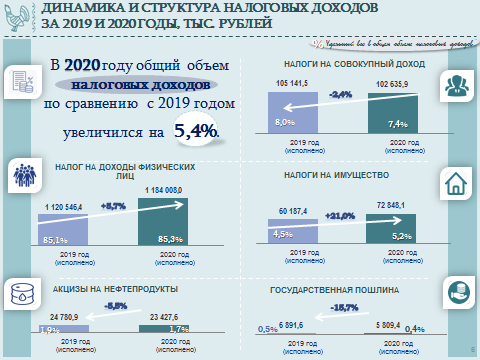 ДИНАМИКА И СТРУКТУРА НАЛОГОВЫХ ДОХОДОВ
ЗА 2019 И 2020 ГОДЫ, ТЫС. РУБЛЕЙ
% Удельный вес в общем объеме налоговых доходов
В 2020 году общий объем
налоговых доходов
по сравнению с 2019 годом
увеличился на 5,4%.
НАЛОГИ НА СОВОКУПНЫЙ ДОХОД
105 141,5
-2,4%
102 635,9
8,0%
7,4%
2019 год
(исполнено)
2020 год
(исполнено)
НАЛОГ НА ДОХОДЫ ФИЗИЧЕСКИХ
ЛИЦ
1 120 546,4
+5,7%
1 184 008,0
85,1%
85,3%
2019 год
(исполнено)
2020 год
(исполнено)
НАЛОГИ НА ИМУЩЕСТВО
60 187,4
+21,0%
72 848,1
4,5%
5,2%
2019 год
(исполнено)
2020 год
(исполнено)
АКЦИЗЫ НА НЕФТЕПРОДУКТЫ
24 780,9
-5,5%
23 427,6
1,9%
1,7%
2019 год
(исполнено)
2020 год
(исполнено)
ГОСУДАРСТВЕННАЯ ПОШЛИНА
-15,7%
0,5%
6 891,6
5 809,4
0,4%
2019 год
(исполнено)
2020 год
(исполнено)
6